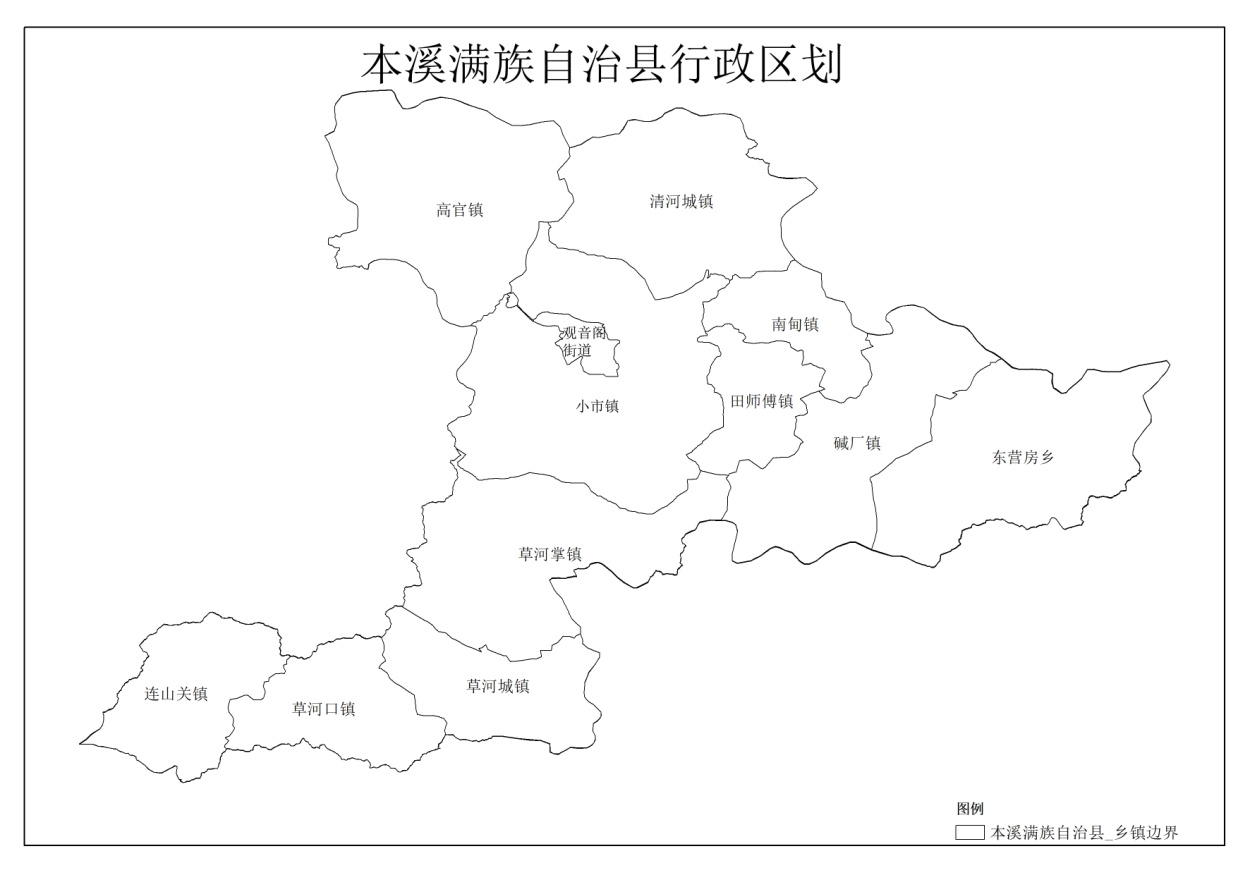 本溪满族自治县行政区划
清河城镇
高官镇
南甸镇
观音阁
街道
田师傅镇
小市镇
碱厂镇
东营房乡
草河掌镇
草河城镇
连山关镇
草河口镇
图例
本溪满族自治县_乡镇边界